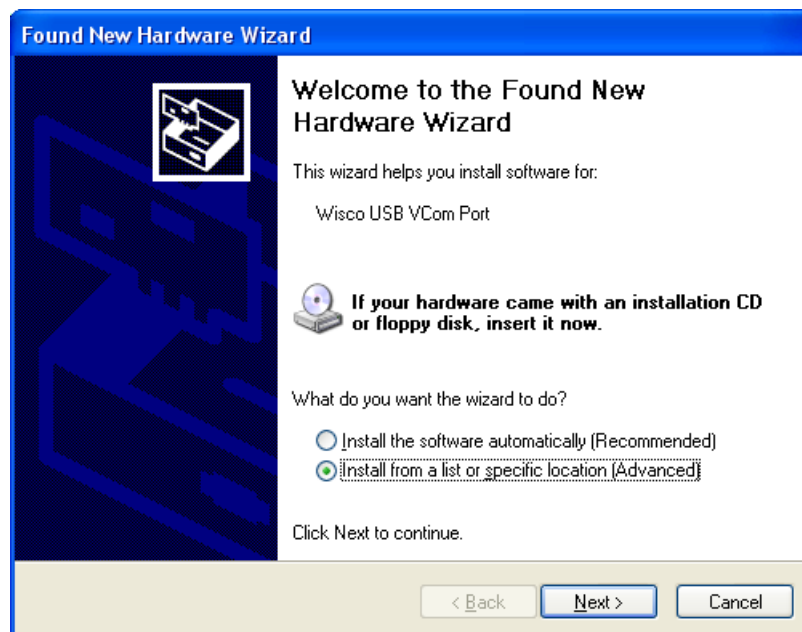 Found New Hardware Wizard
Welcome to the Found New
Hardware Wizard
This wizard helps you install software for:
Wisco USB VCom Port
If your hardware came with an installation CD
or floppy disk, insert it now.
What do you want the wizard to do?
Install the software automatically (Recommended)
Install from a list or specific location (Advanced)
Click Next to continue.
< Back Next > Cancel